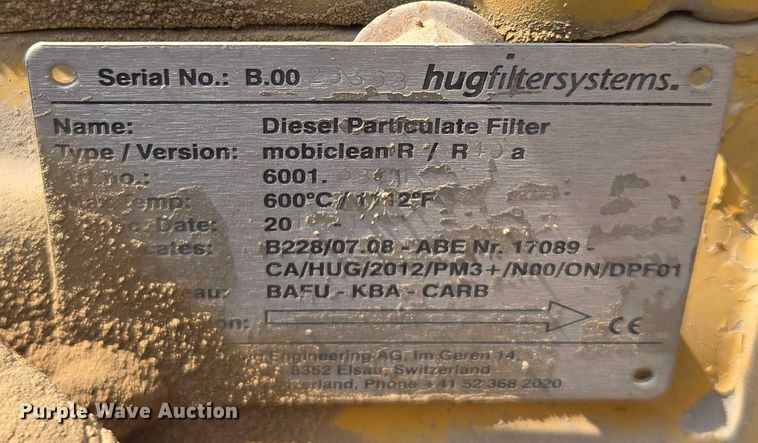 Serial No.: B.00 hugfiltersystems.
Name: Diesel Particulate Filter
Type / Version: mobiclean R / R a
6001.
600°C / 1112°F
Date: 20
B228/07.08 - ABE Nr. 17089 -
CA/HUG/2012/PM3+/N00/ON/DPF01
BAFU - KBA - CARB
CE
Engineering AG, Im Geren 14,
8352 Elsau, Switzerland
Phone +41 52 368 2020
Purple Wave Auction